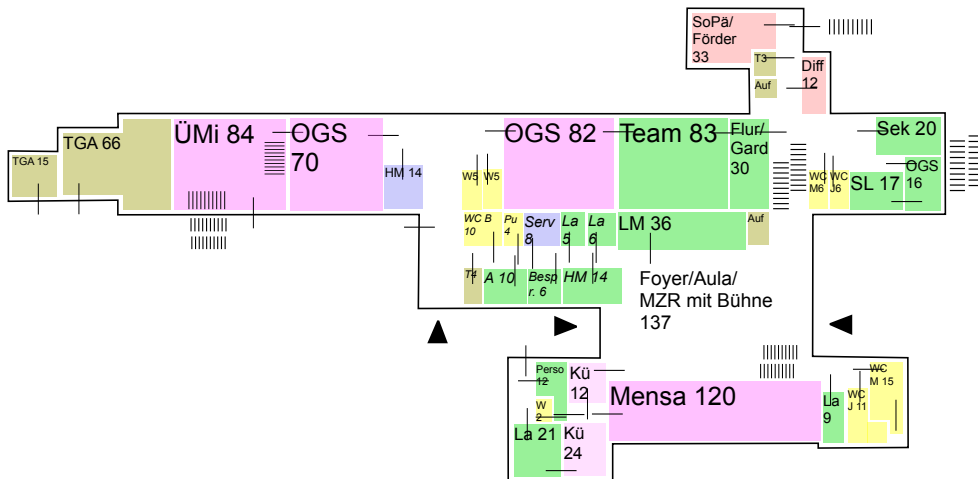 SoPä/
Förder
33
T3
Diff
12
Auf
TGA 15
TGA 66
ÜMi 84
OGS
70
HM 14
OGS 82
Team 83
Flur/
Gard
30
Sek 20
W5
W5
WC
M6
WC
J6
SL 17
OGS
16
WC B
10
Pu
4
Serv
8
La
5
La
6
LM 36
Auf
T4
A 10
Besp
r. 6
HM 14
Foyer/Aula/
MZR mit Bühne
137
Perso
12
Kü
12
Mensa 120
W
2
La 21
Kü
24
La
9
WC
J 11
WC
M 15